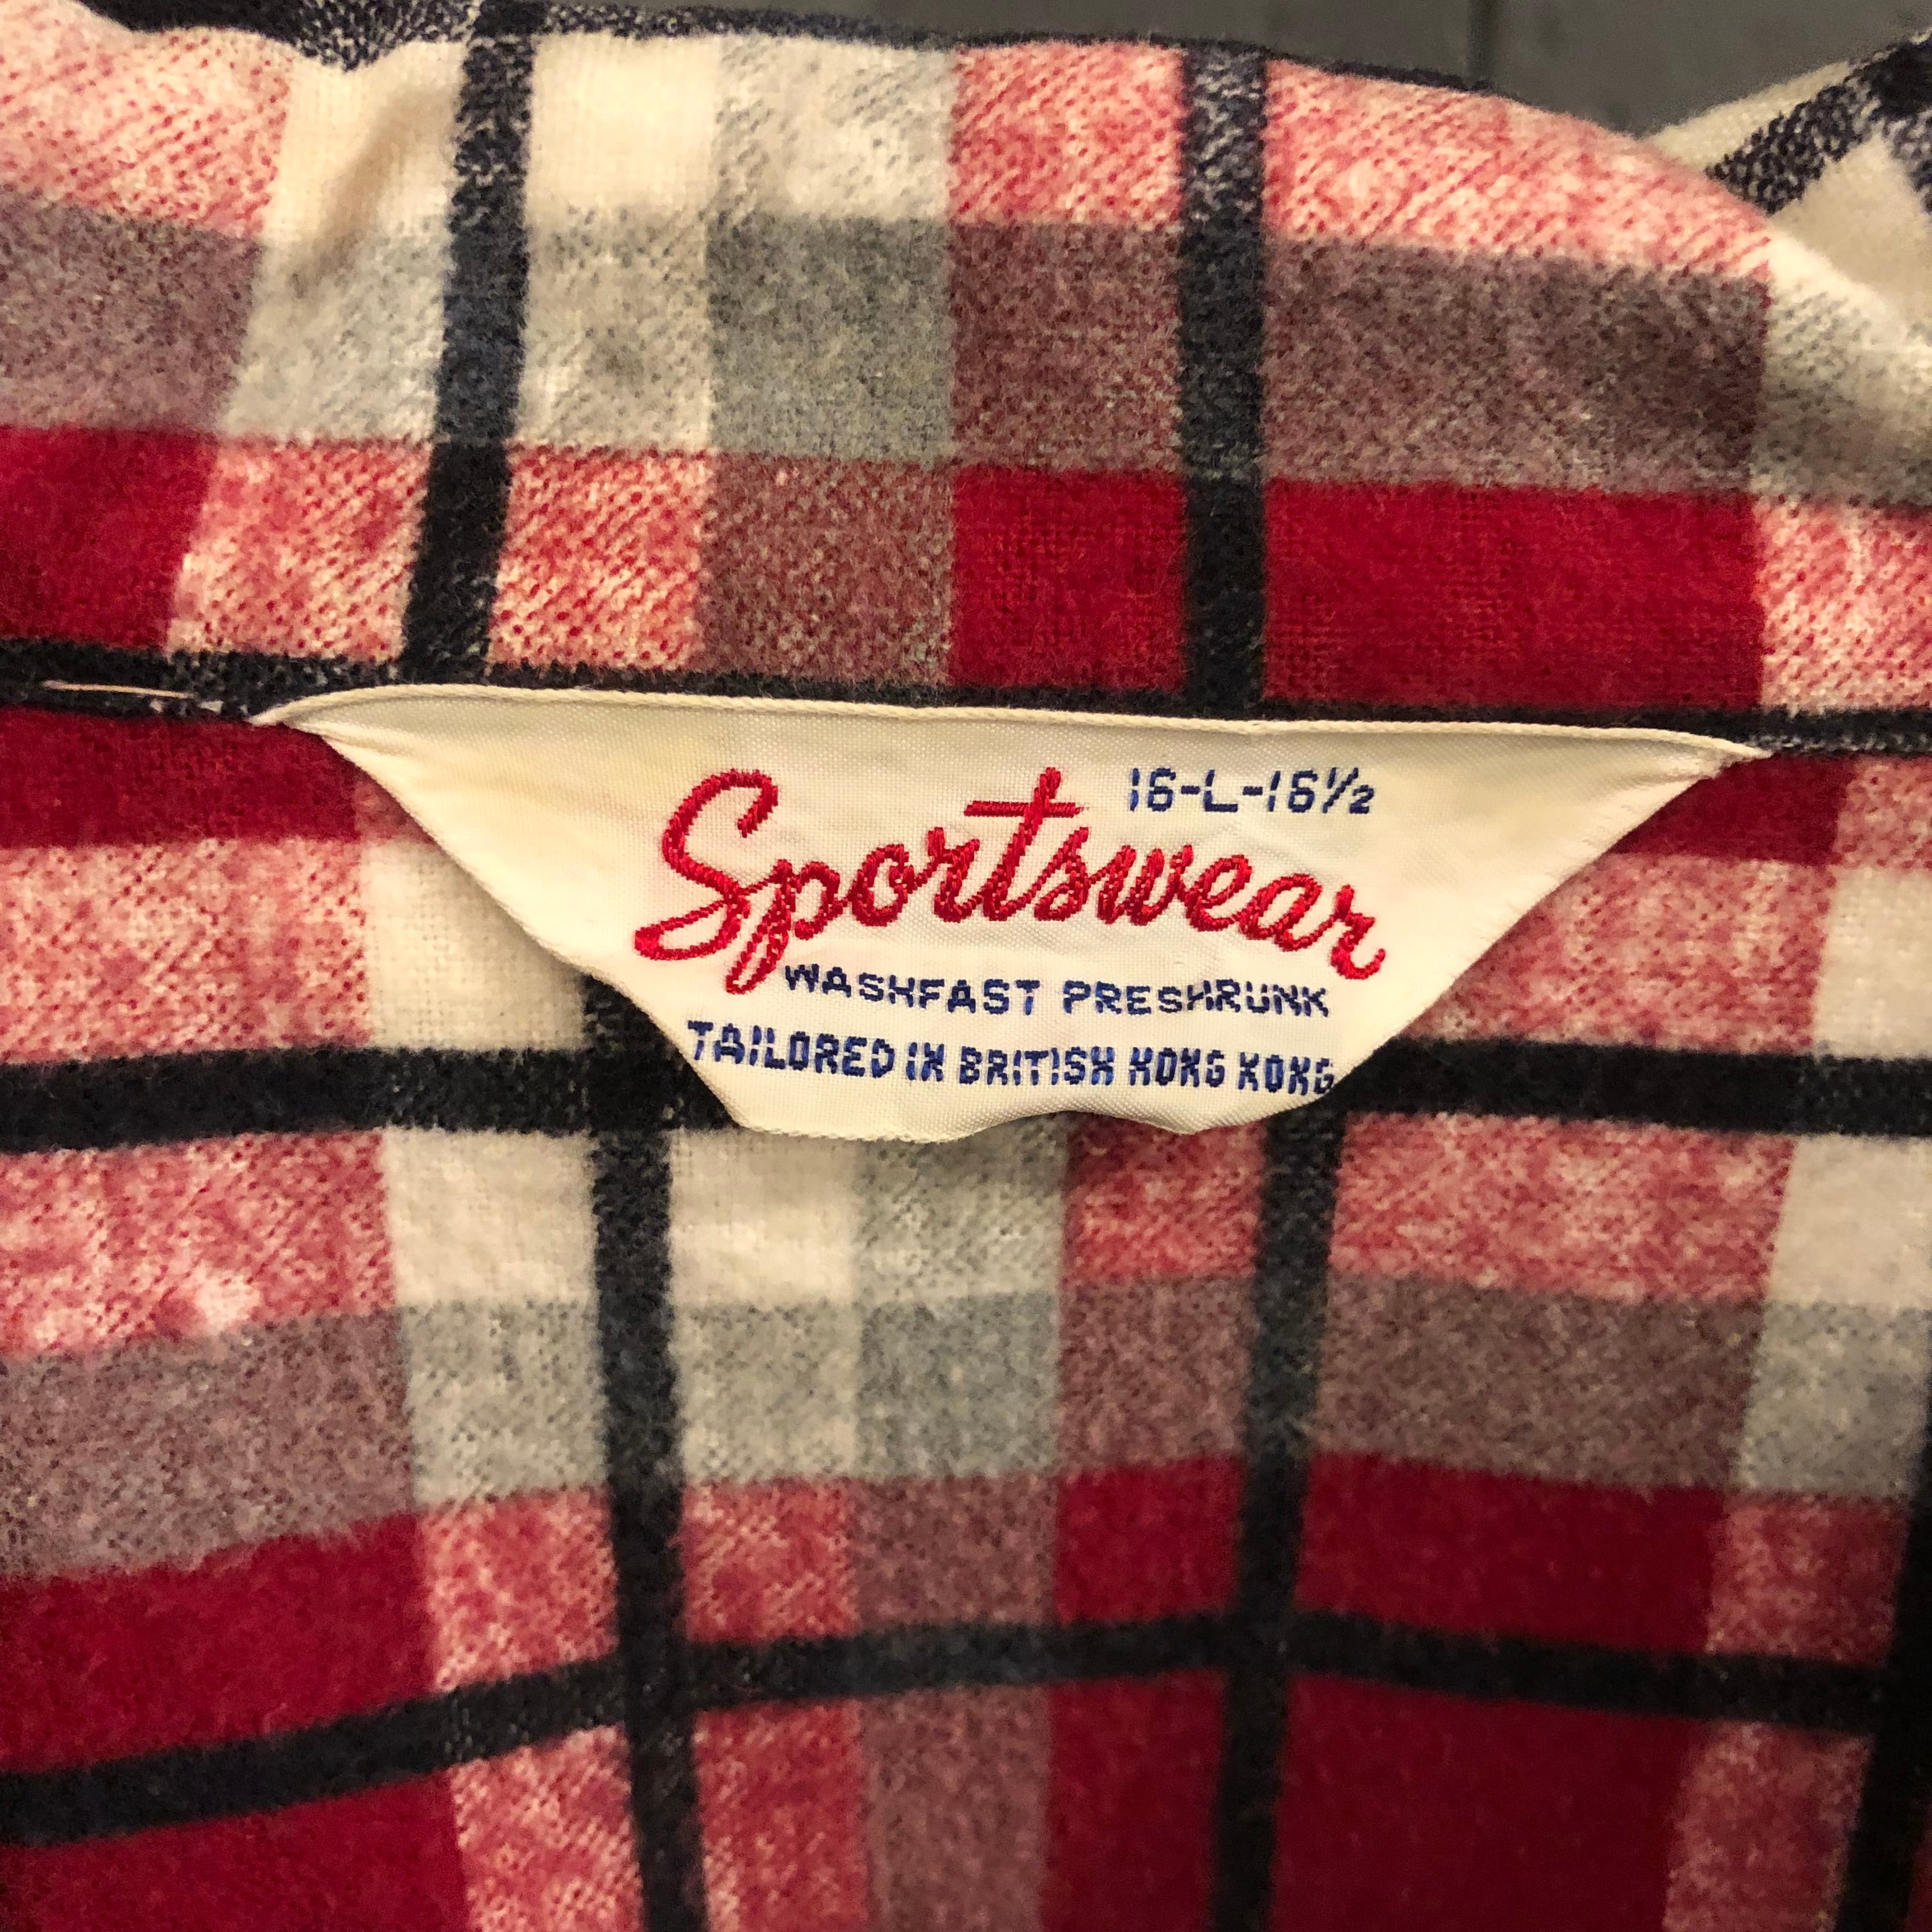 16-L-16½
Sportswear
WASHFAST PRESHRUNK
TAILORED IN BRITISH HONG KONG